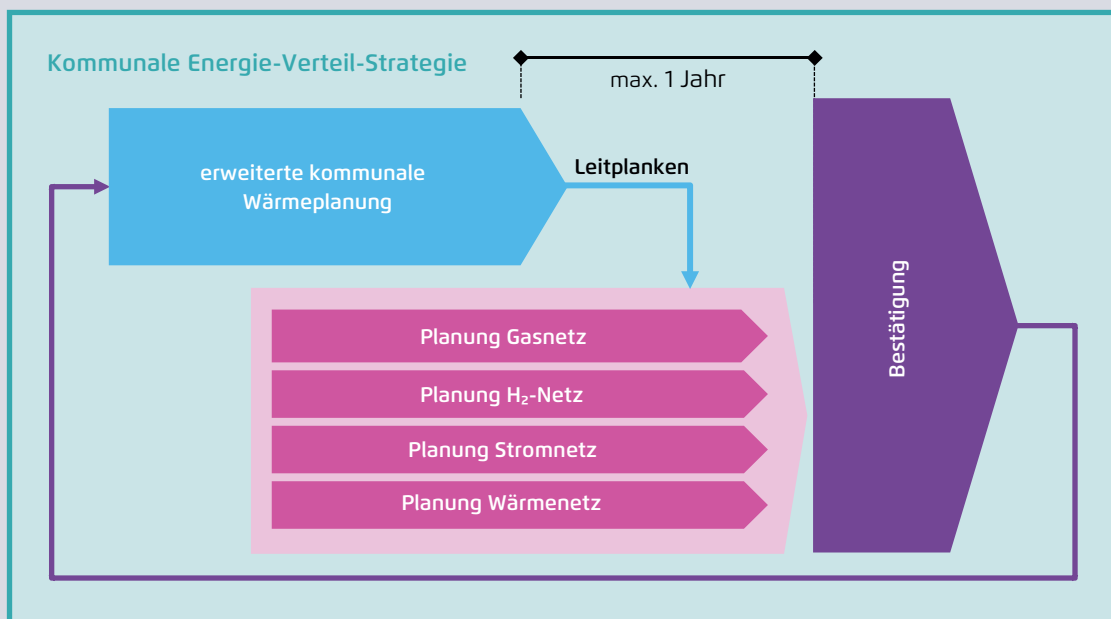 Kommunale Energie-Verteil-Strategie
max. 1 Jahr
erweiterte kommunale
Wärmeplanung
Leitplanken
Planung Gasnetz
Planung H₂-Netz
Planung Stromnetz
Planung Wärmenetz
Bestätigung